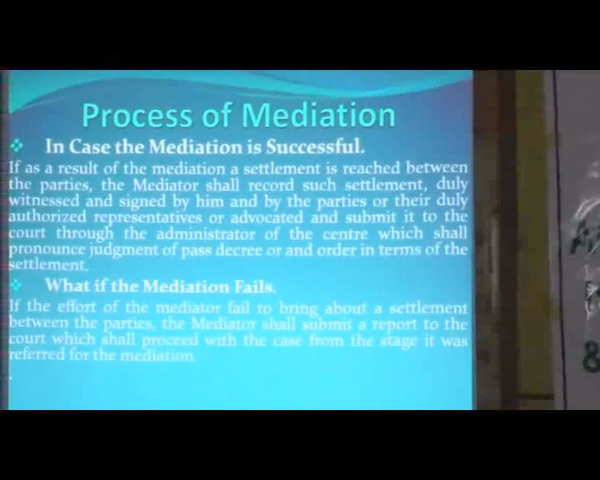 Process of Mediation
❖ In Case the Mediation is Successful.
If as a result of the mediation a settlement is reached between
the parties, the Mediator shall record such settlement, duly
witnessed and signed by him and by the parties or their duly
authorized representatives or advocated and submit it to the
court through the administrator of the centre which shall
pronounce judgment of pass decree or and order in terms of the
settlement.
❖ What if the Mediation Fails.
If the effort of the mediator fail to bring about a settlement
between the parties, the Mediator shall submit a report to the
court which shall proceed with the case from the stage it was
referred for the mediation.
&